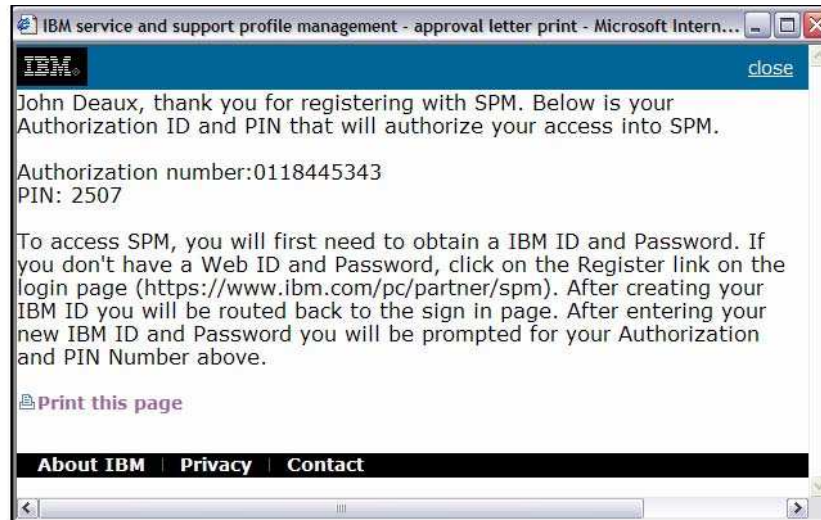 IBM service and support profile management - approval letter print - Microsoft Intern...
IBM
close
John Deaux, thank you for registering with SPM. Below is your
Authorization ID and PIN that will authorize your access into SPM.
Authorization number:0118445343
PIN: 2507
To access SPM, you will first need to obtain a IBM ID and Password. If
you don't have a Web ID and Password, click on the Register link on the
login page (https://www.ibm.com/pc/partner/spm). After creating your
IBM ID you will be routed back to the sign in page. After entering your
new IBM ID and Password you will be prompted for your Authorization
and PIN Number above.
Print this page
About IBM | Privacy | Contact